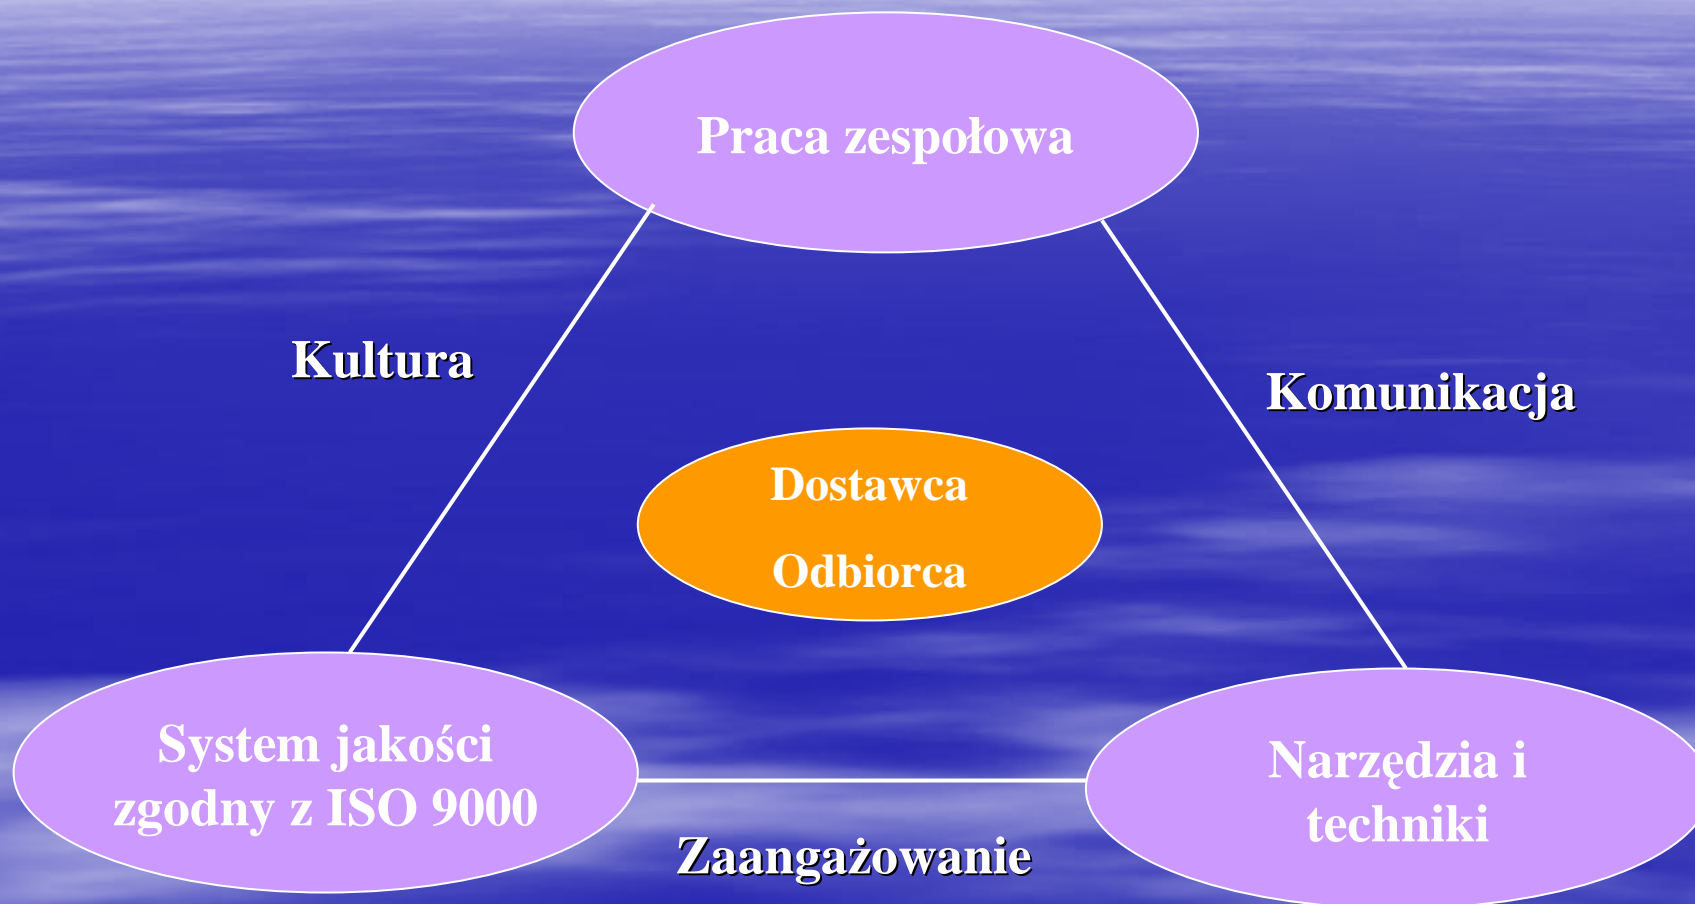 Praca zespołowa
Kultura
Komunikacja
Dostawca
Odbiorca
System jakości
zgodny z ISO 9000
Narzędzia i
techniki
Zaangażowanie